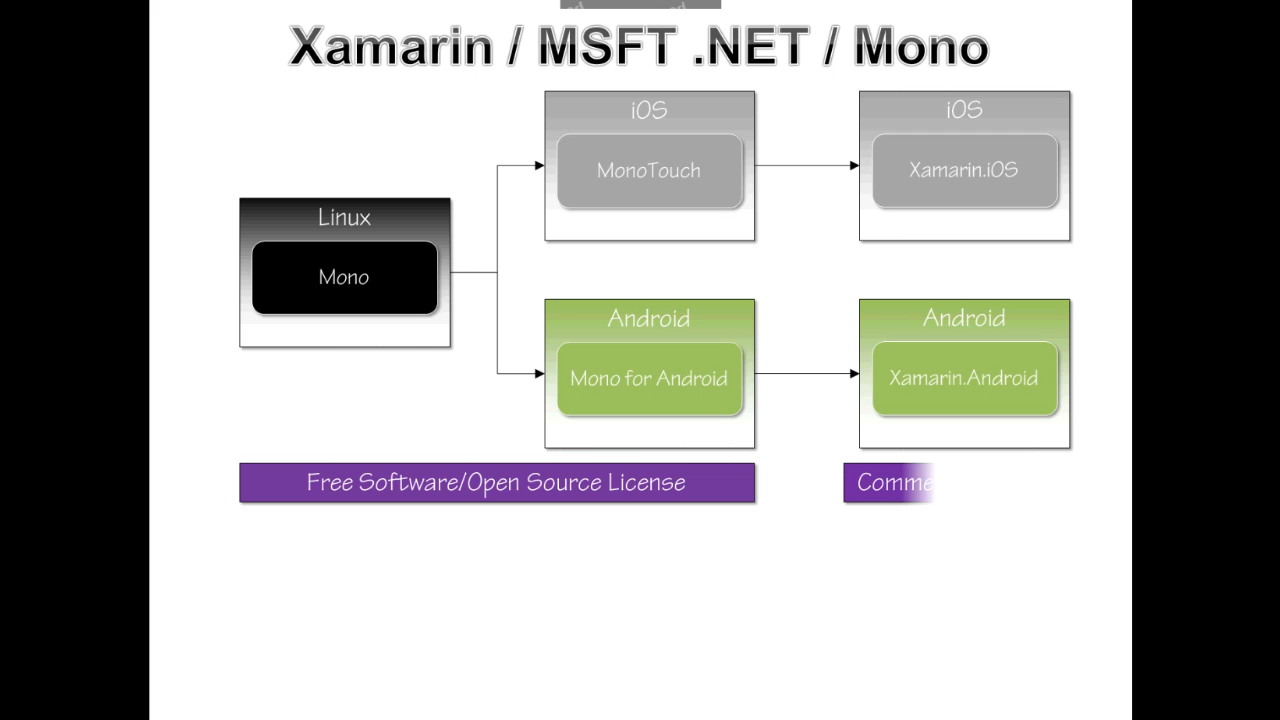 Xamarin / MSFT .NET / Mono
iOS
MonoTouch
iOS
Xamarin.iOS
Linux
Mono
Android
Mono for Android
Android
Xamarin.Android
Free Software/Open Source License
Comme